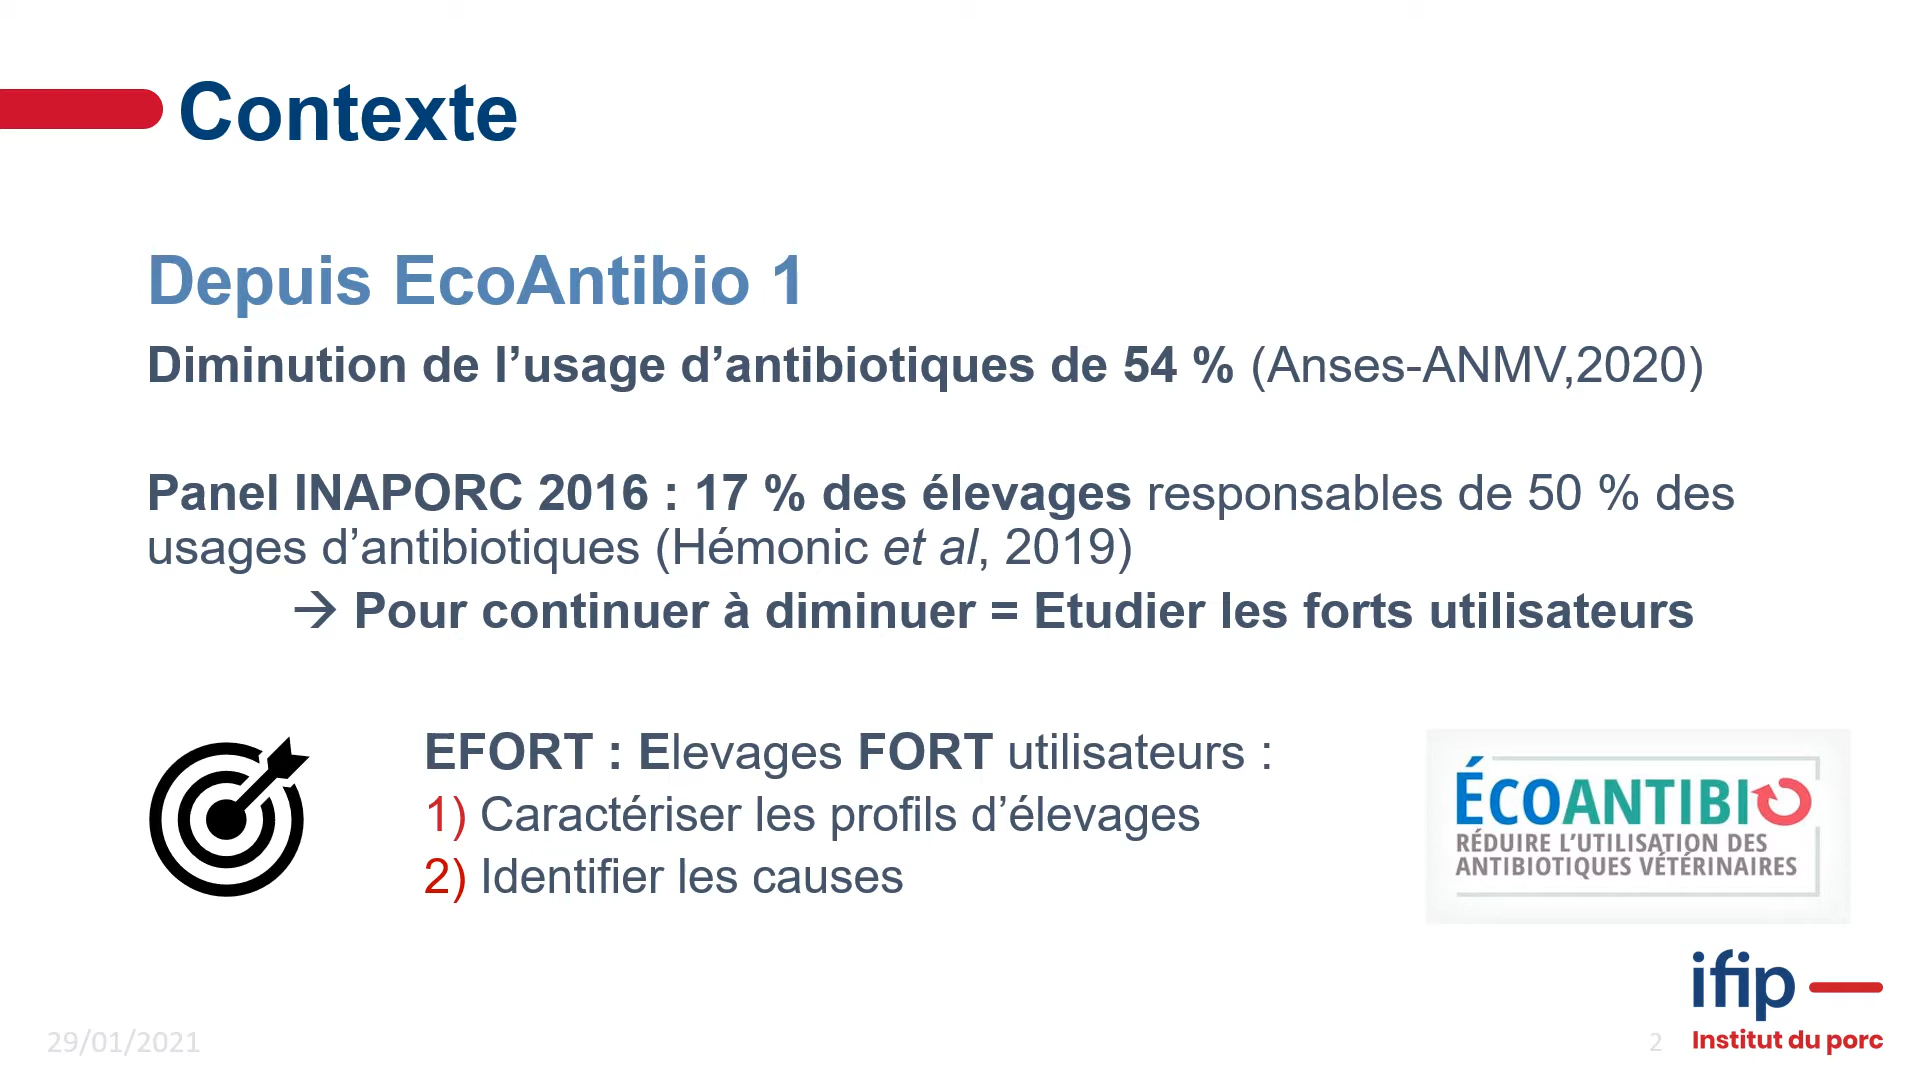 Contexte
Depuis EcoAntibio 1
Diminution de l’usage d’antibiotiques de 54 % (Anses-ANMV,2020)
Panel INAPORC 2016 : 17 % des élevages responsables de 50 % des
usages d’antibiotiques (Hémonic et al, 2019)
→ Pour continuer à diminuer = Etudier les forts utilisateurs
EFORT : Elevages FORT utilisateurs :
1) Caractériser les profils d’élevages
2) Identifier les causes
ÉCOANTIBIO
RÉDUIRE L’UTILISATION DES
ANTIBIOTIQUES VÉTÉRINAIRES
ifip
Institut du porc
29/01/2021
2